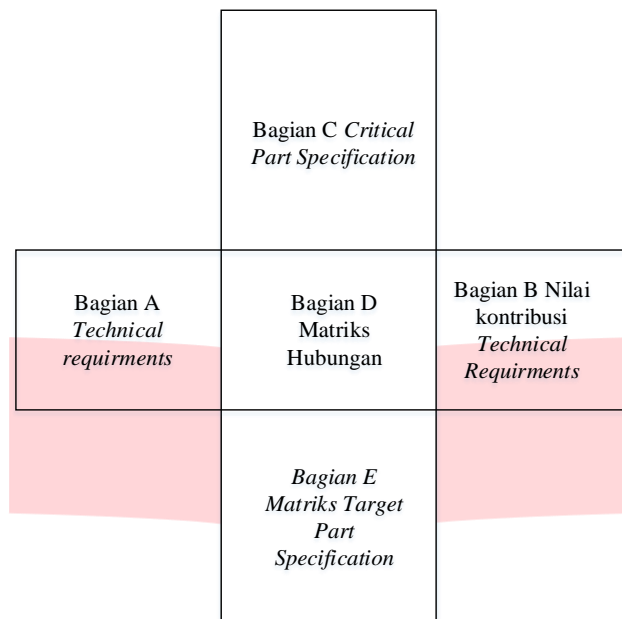 Bagian C Critical
Part Specification
Bagian A
Technical
requirments
Bagian D
Matriks
Hubungan
Bagian B Nilai
kontribusi
Technical
Requirments
Bagian E
Matriks Target
Part
Specification